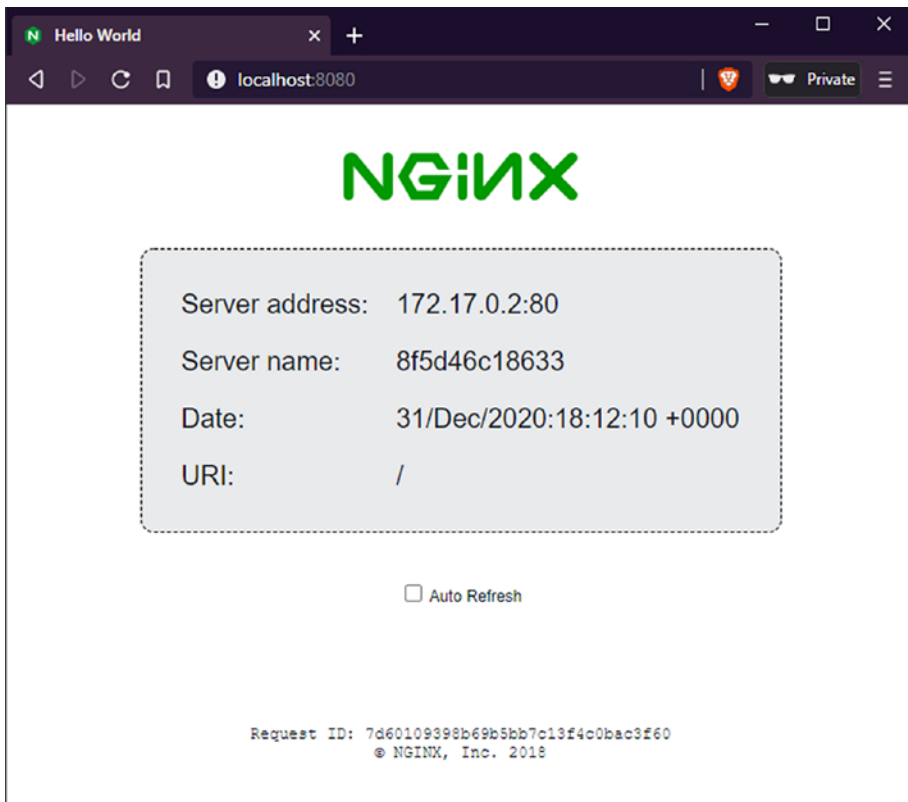 Hello World
localhost:8080
Private
NGINX
Server address: 172.17.0.2:80
Server name: 8f5d46c18633
Date: 31/Dec/2020:18:12:10 +0000
URI: /
Auto Refresh
Request ID: 7d60109398b69b5bb7c13f4c0bac3f60
© NGINX, Inc. 2018